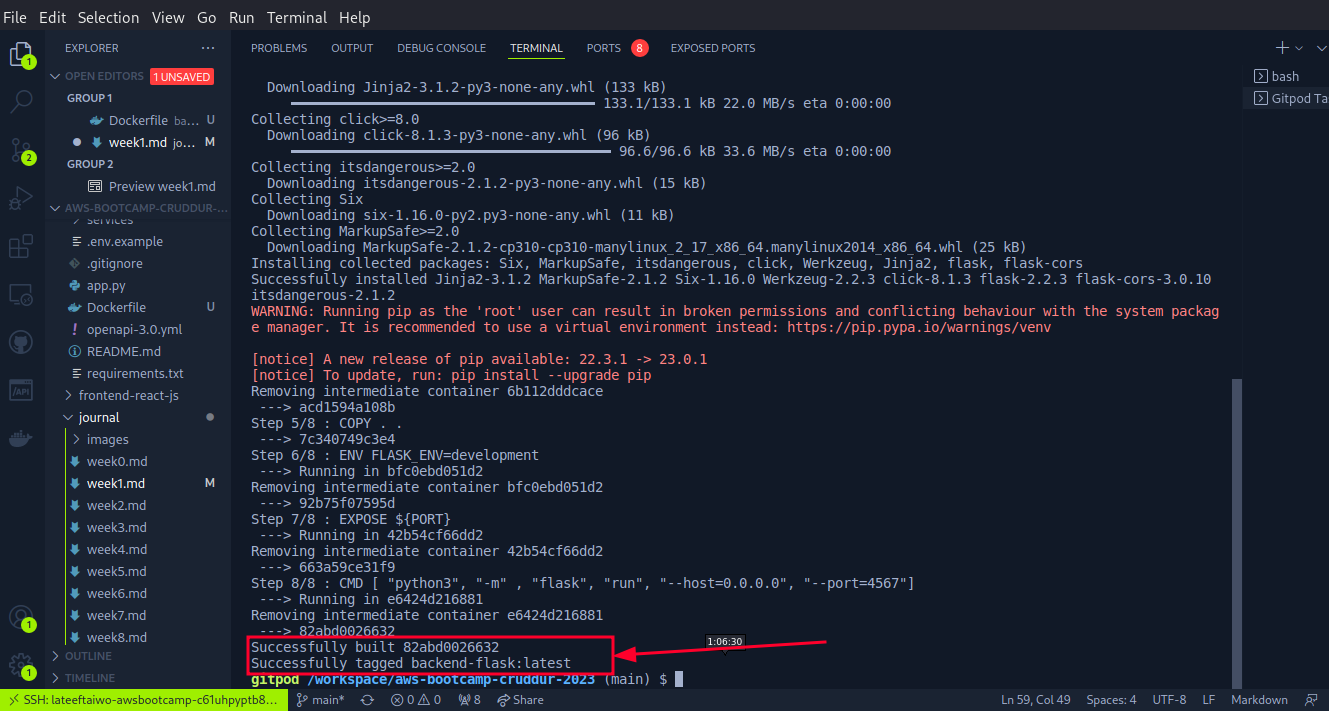 File Edit Selection View Go Run Terminal Help
EXPLORER ...
PROBLEMS OUTPUT DEBUG CONSOLE TERMINAL PORTS 8 EXPOSED PORTS
OPEN EDITORS 1 UNSAVED
GROUP 1
Dockerfile ba... U
week1.md jo... M
GROUP 2
Preview week1.md
AWS-BOOTCAMP-CRUDDUR-...
services
.env.example
.gitignore
app.py
Dockerfile U
openapi-3.0.yml
README.md
requirements.txt
frontend-react-js
journal
images
week0.md
week1.md M
week2.md
week3.md
week4.md
week5.md
week6.md
week7.md
week8.md
OUTLINE
TIMELINE
1
2
/API
1
1
Downloading Jinja2-3.1.2-py3-none-any.whl (133 kB)
133.1/133.1 kB 22.0 MB/s eta 0:00:00
Collecting click>=8.0
Downloading click-8.1.3-py3-none-any.whl (96 kB)
96.6/96.6 kB 33.6 MB/s eta 0:00:00
Collecting itsdangerous>=2.0
Downloading itsdangerous-2.1.2-py3-none-any.whl (15 kB)
Collecting Six
Downloading six-1.16.0-py2.py3-none-any.whl (11 kB)
Collecting MarkupSafe>=2.0
Downloading MarkupSafe-2.1.2-cp310-cp310-manylinux_2_17_x86_64.manylinux2014_x86_64.whl (25 kB)
Installing collected packages: Six, MarkupSafe, itsdangerous, click, Werkzeug, Jinja2, flask, flask-cors
Successfully installed Jinja2-3.1.2 MarkupSafe-2.1.2 Six-1.16.0 Werkzeug-2.2.3 click-8.1.3 flask-2.2.3 flask-cors-3.0.10
itsdangerous-2.1.2
WARNING: Running pip as the 'root' user can result in broken permissions and conflicting behaviour with the system packag
e manager. It is recommended to use a virtual environment instead: https://pip.pypa.io/warnings/venv
[notice] A new release of pip available: 22.3.1 -> 23.0.1
[notice] To update, run: pip install --upgrade pip
Removing intermediate container 6b112dddcace
---> acd1594a108b
Step 5/8 : COPY . .
---> 7c340749c3e4
Step 6/8 : ENV FLASK_ENV=development
---> Running in bfc0ebd051d2
Removing intermediate container bfc0ebd051d2
---> 92b75f07595d
Step 7/8 : EXPOSE ${PORT}
---> Running in 42b54cf66dd2
Removing intermediate container 42b54cf66dd2
---> 663a59ce31f9
Step 8/8 : CMD [ "python3", "-m" , "flask", "run", "--host=0.0.0.0", "--port=4567"]
---> Running in e6424d216881
Removing intermediate container e6424d216881
---> 82abd0026632
Successfully built 82abd0026632
Successfully tagged backend-flask:latest
gitpod /workspace/aws-bootcamp-cruddur-2023 (main) $
1:06:30
bash
Gitpod Ta
SSH: lateeftaiwo-awsbootcamp-c61uhpyptb8... main* 0 0 8 Share Ln 59, Col 49 Spaces: 4 UTF-8 LF Markdown